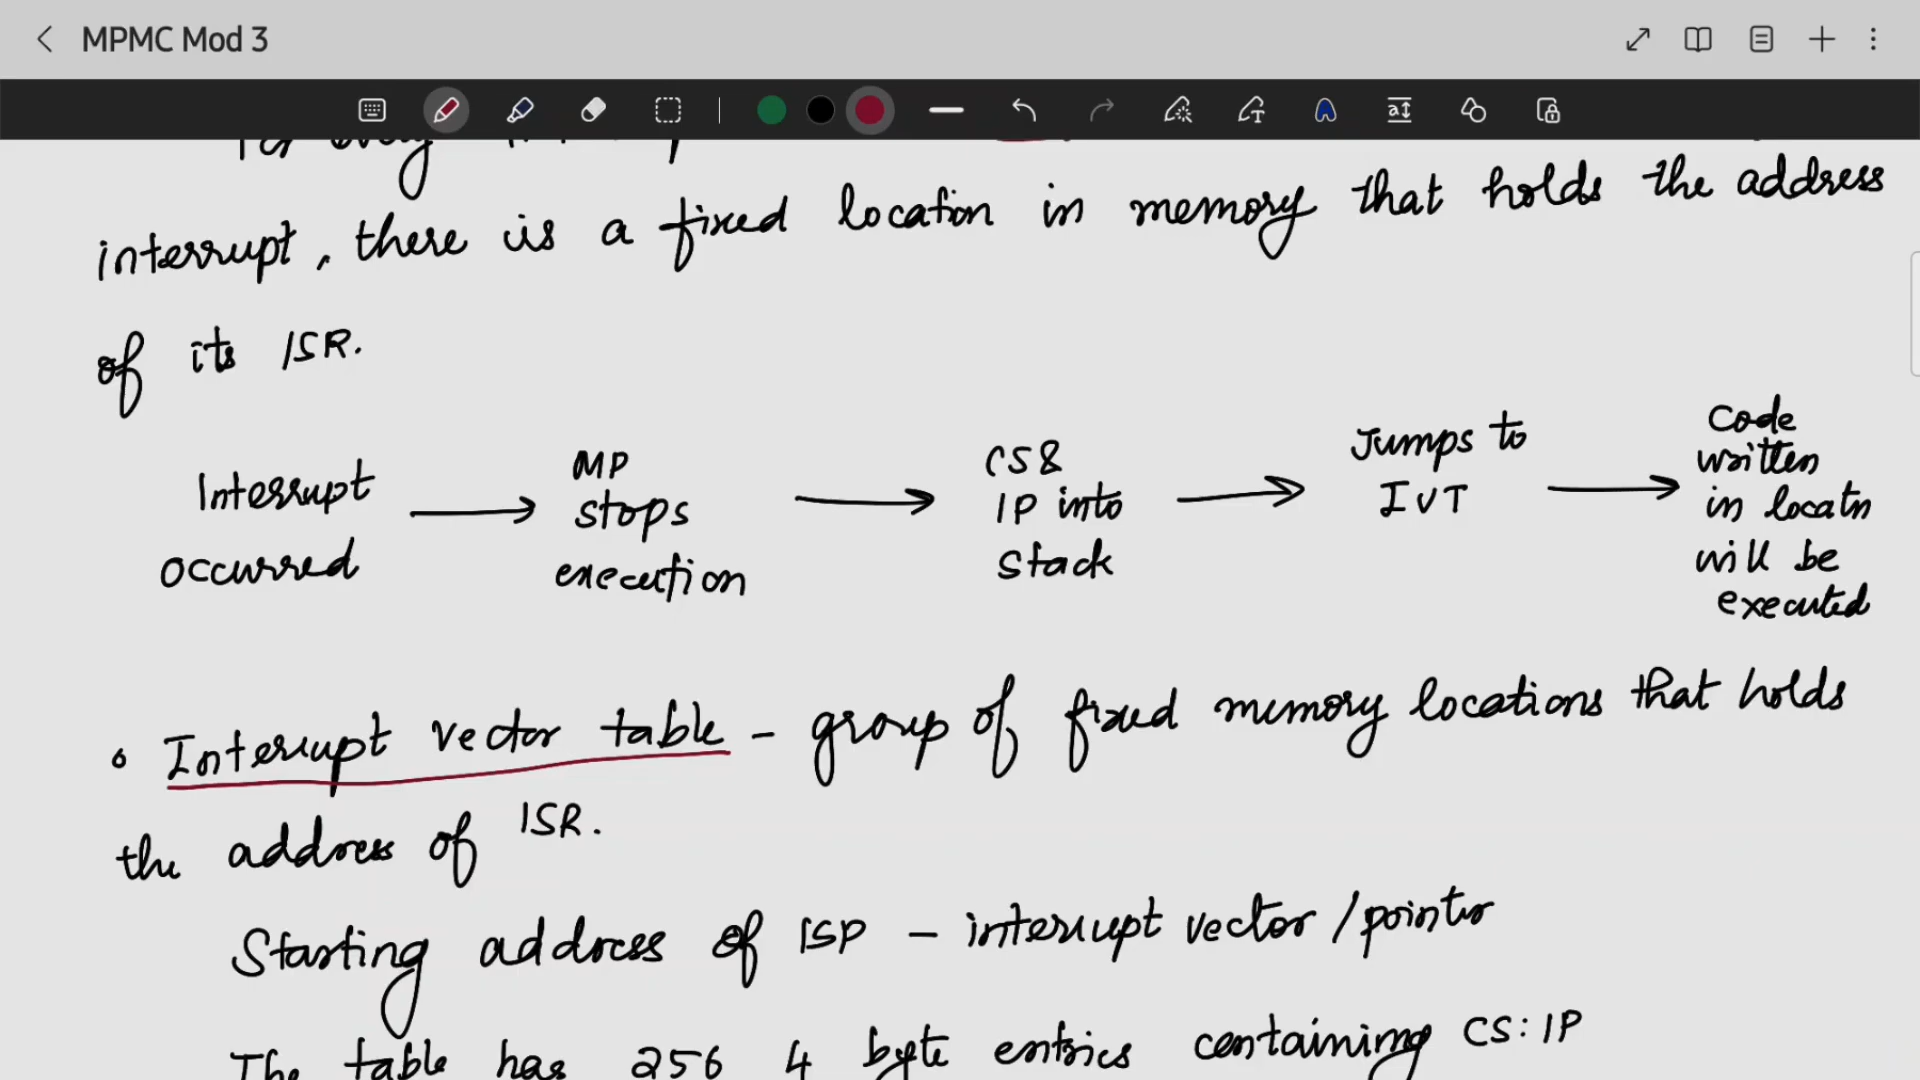 MPMC Mod 3
interrupt, there is a fixed location in memory that holds the address
of its ISR.
Interrupt occurred → MP stops execution → CS & IP into stack → Jumps to IVT → Code written in locatn will be executed
• Interrupt vector table - group of fixed memory locations that holds
the address of ISR.
Starting address of ISP - interrupt vector / pointer
The table has 256 4 byte entries containing CS:IP